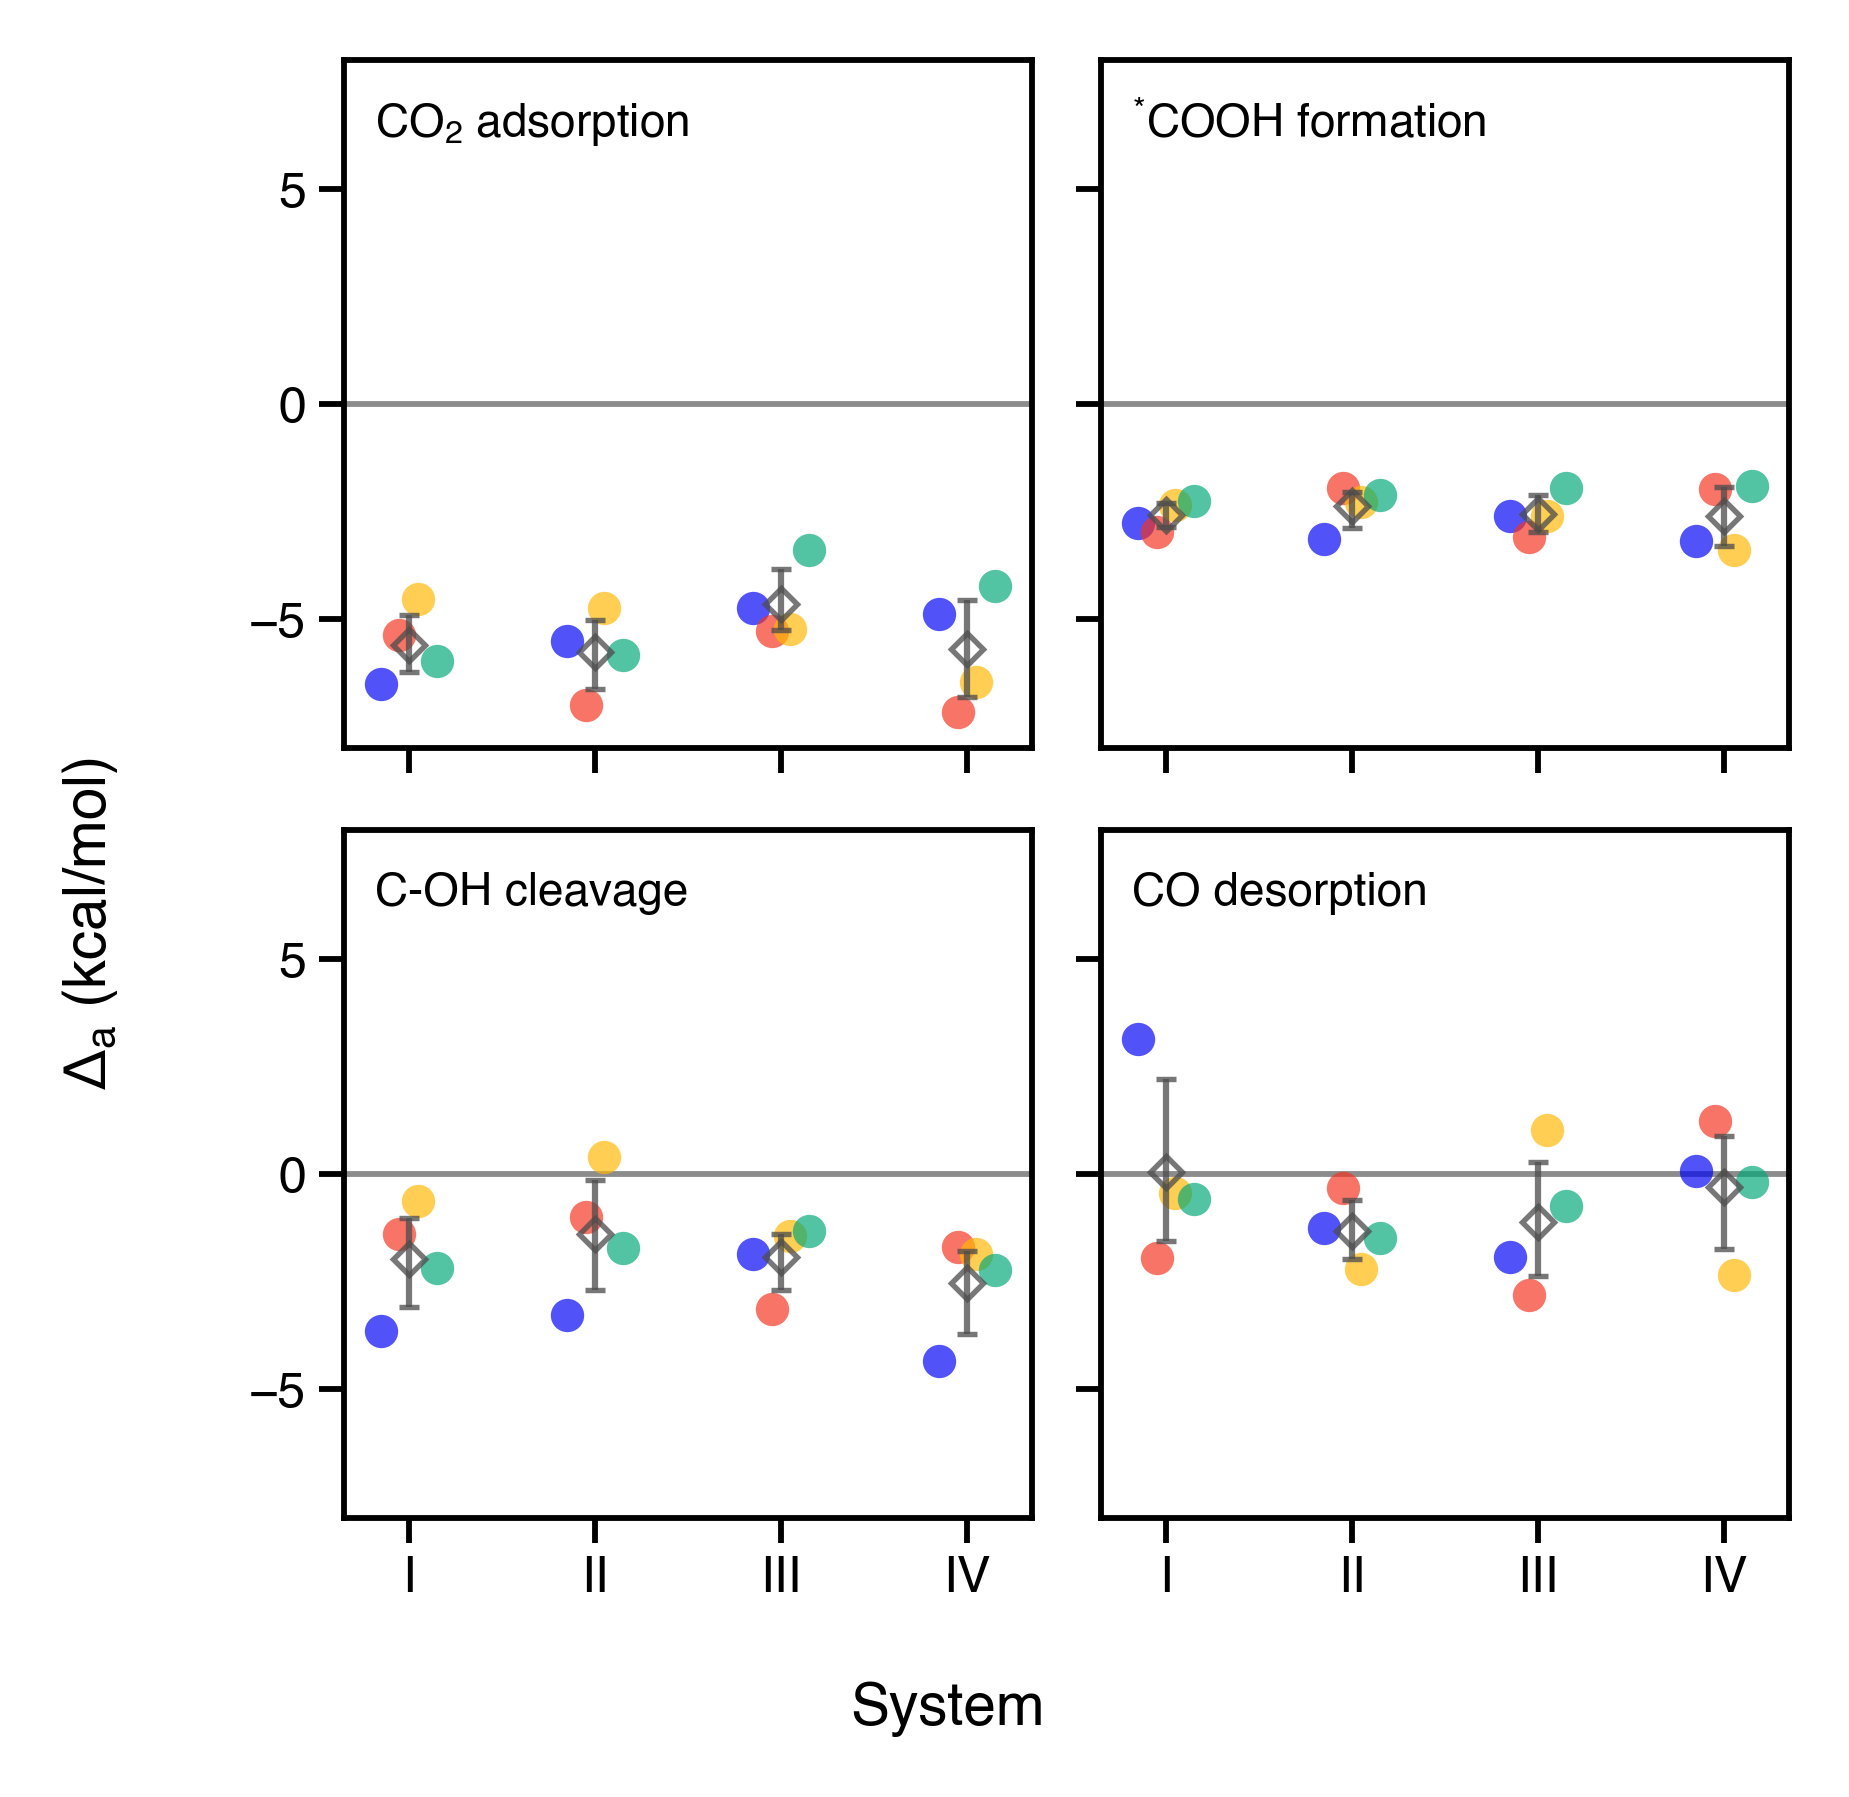 CO₂ adsorption
*COOH formation
5
0
−5
C-OH cleavage
CO desorption
5
0
−5
I II III IV
I II III IV
Δₐ (kcal/mol)
System